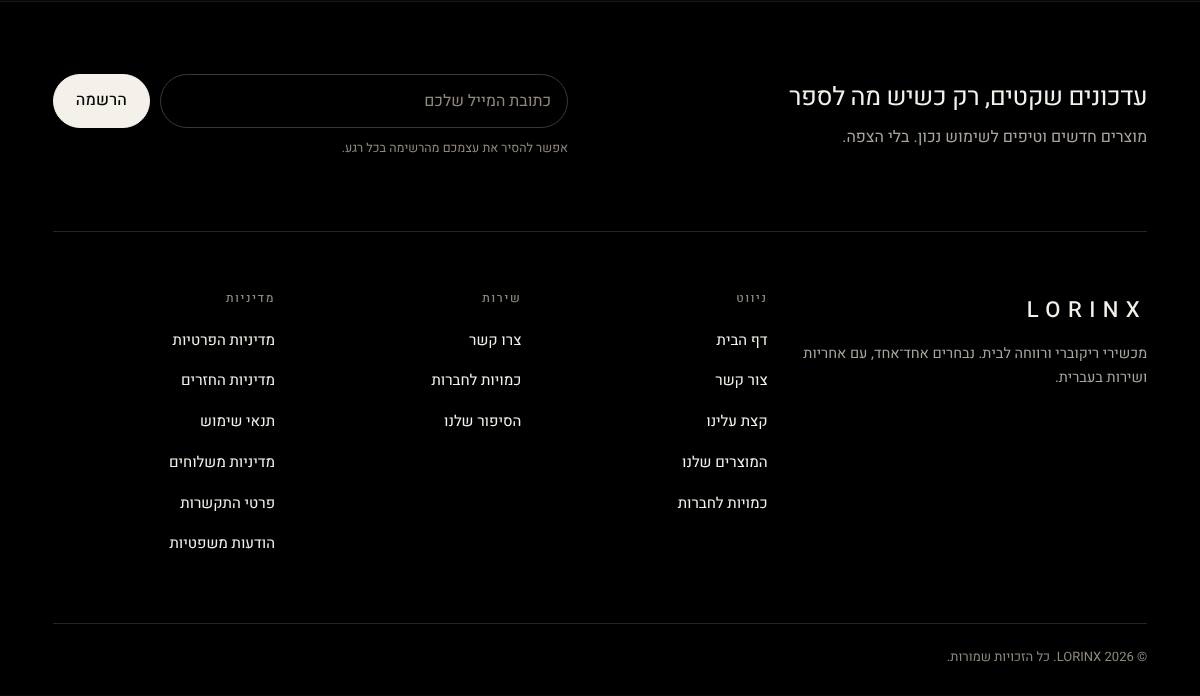 עדכונים שקטים, רק כשיש מה לספר
מוצרים חדשים וטיפים לשימוש נכון. בלי הצפה.
כתובת המייל שלכם
הרשמה
אפשר להסיר את עצמכם מהרשימה בכל רגע.
LORINX
מכשירי ריקוברי ורווחה לבית. נבחרים אחד־אחד, עם אחריות
ושירות בעברית.
ניווט
דף הבית
צור קשר
קצת עלינו
המוצרים שלנו
כמויות לחברות
שירות
צרו קשר
כמויות לחברות
הסיפור שלנו
מדיניות
מדיניות הפרטיות
מדיניות החזרים
תנאי שימוש
מדיניות משלוחים
פרטי התקשרות
הודעות משפטיות
© 2026 LORINX. כל הזכויות שמורות.